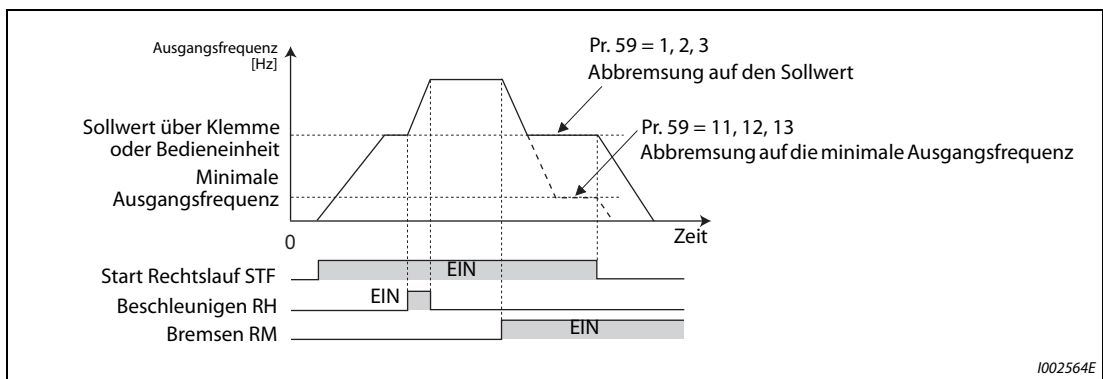 Ausgangsfrequenz
[Hz]
Pr. 59 = 1, 2, 3
Abbremsung auf den Sollwert
Sollwert über Klemme
oder Bedieneinheit
Pr. 59 = 11, 12, 13
Abbremsung auf die minimale Ausgangsfrequenz
Minimale
Ausgangsfrequenz
0
Zeit
Start Rechtslauf STF
EIN
Beschleunigen RH
EIN
Bremsen RM
EIN
I002564E